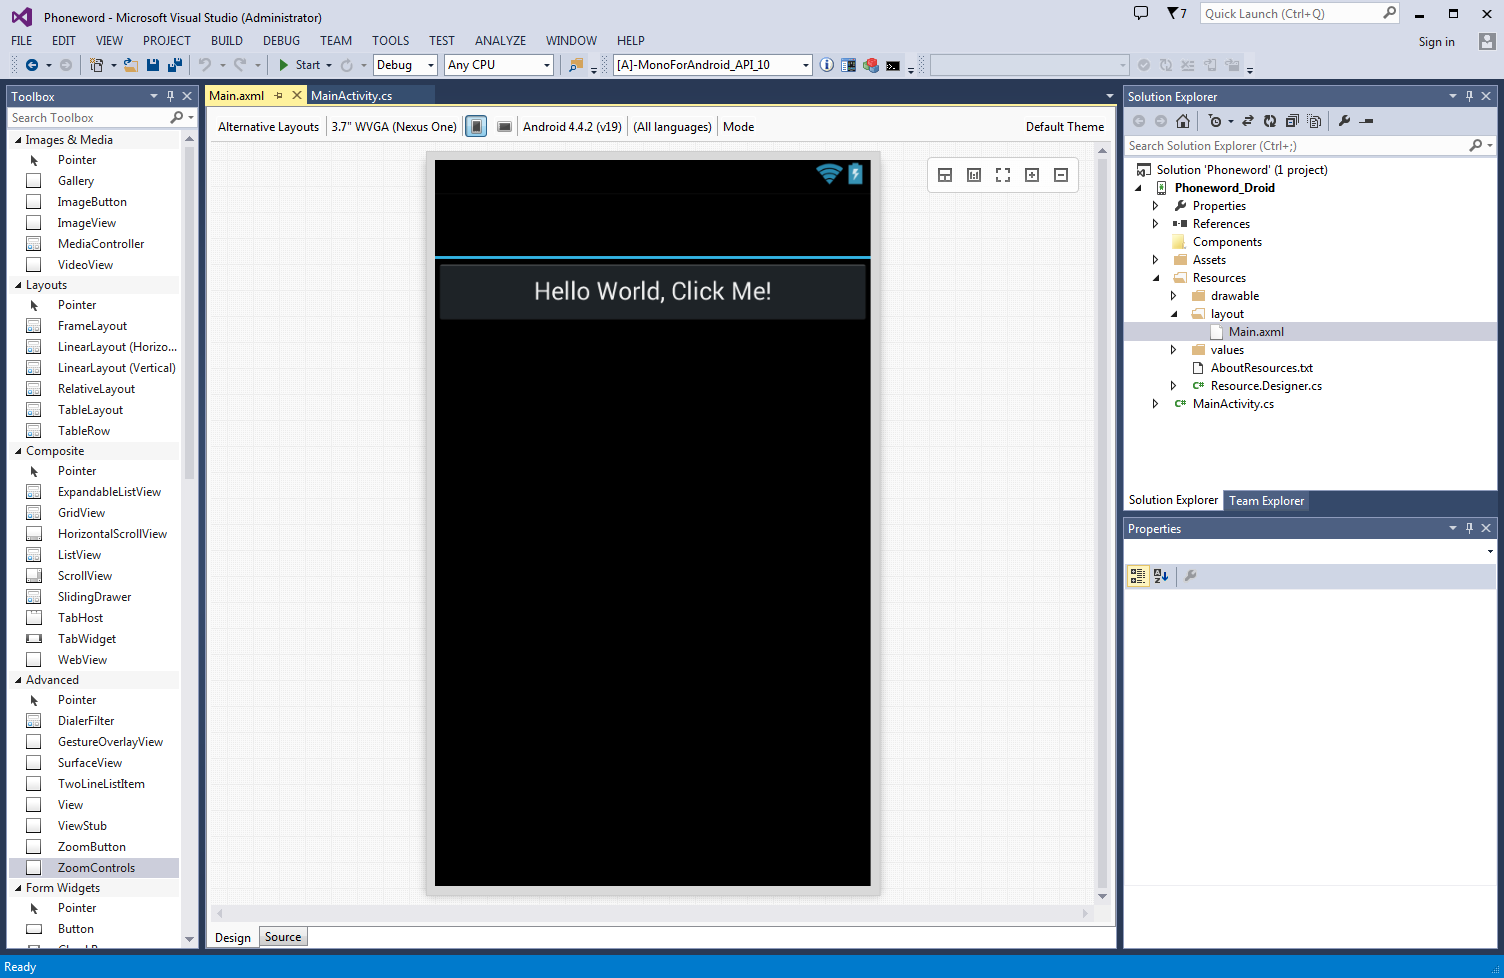 Phoneword - Microsoft Visual Studio (Administrator)
7
Quick Launch (Ctrl+Q)
FILE EDIT VIEW PROJECT BUILD DEBUG TEAM TOOLS TEST ANALYZE WINDOW HELP
Sign in
Start Debug Any CPU [A]-MonoForAndroid_API_10
Toolbox
Search Toolbox
Images & Media
Pointer
Gallery
ImageButton
ImageView
MediaController
VideoView
Layouts
Pointer
FrameLayout
LinearLayout (Horizo...
LinearLayout (Vertical)
RelativeLayout
TableLayout
TableRow
Composite
Pointer
ExpandableListView
GridView
HorizontalScrollView
ListView
ScrollView
SlidingDrawer
TabHost
TabWidget
WebView
Advanced
Pointer
DialerFilter
GestureOverlayView
SurfaceView
TwoLineListItem
View
ViewStub
ZoomButton
ZoomControls
Form Widgets
Pointer
Button
Main.axml MainActivity.cs
Alternative Layouts 3.7" WVGA (Nexus One) Android 4.4.2 (v19) (All languages) Mode Default Theme
Hello World, Click Me!
Design Source
Solution Explorer
Search Solution Explorer (Ctrl+;)
Solution 'Phoneword' (1 project)
Phoneword_Droid
Properties
References
Components
Assets
Resources
drawable
layout
Main.axml
values
AboutResources.txt
Resource.Designer.cs
MainActivity.cs
Solution Explorer Team Explorer
Properties
Ready